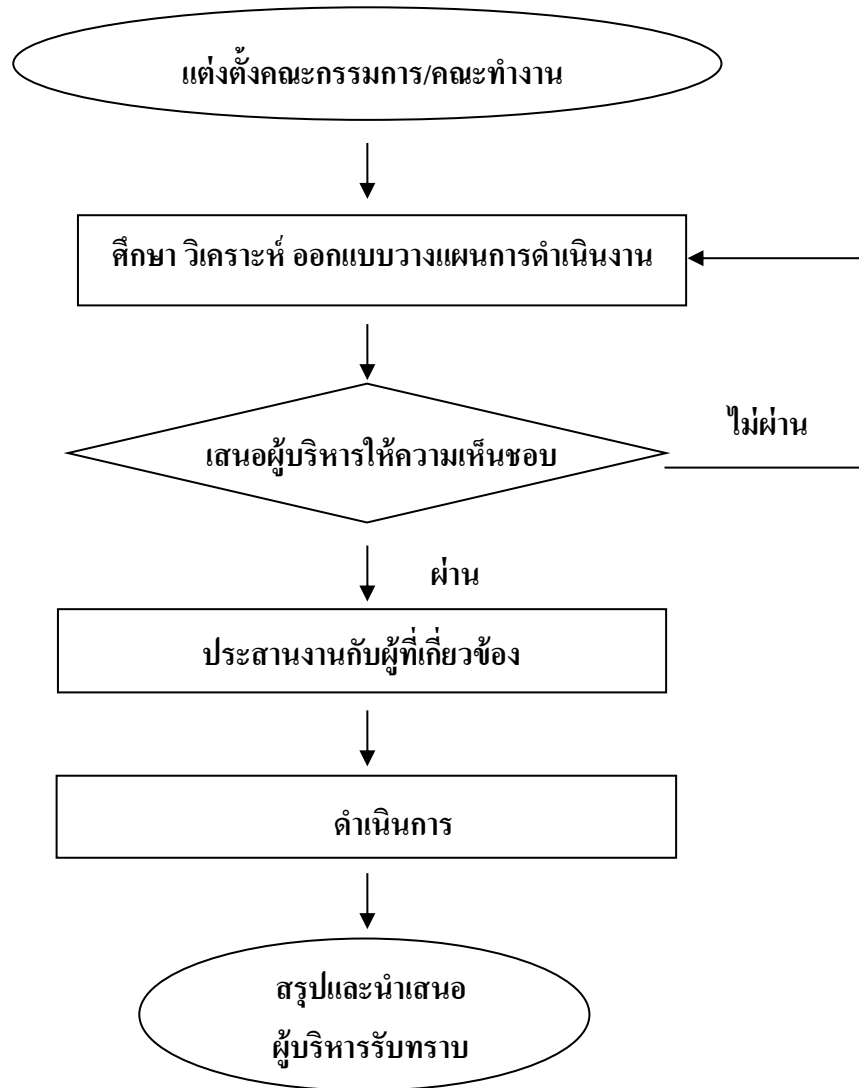 แต่งตั้งคณะกรรมการ/คณะทำงาน
ศึกษา วิเคราะห์ ออกแบบวางแผนการดำเนินงาน
ไม่ผ่าน
เสนอผู้บริหารให้ความเห็นชอบ
ผ่าน
ประสานงานกับผู้ที่เกี่ยวข้อง
ดำเนินการ
สรุปและนำเสนอ
ผู้บริหารรับทราบ